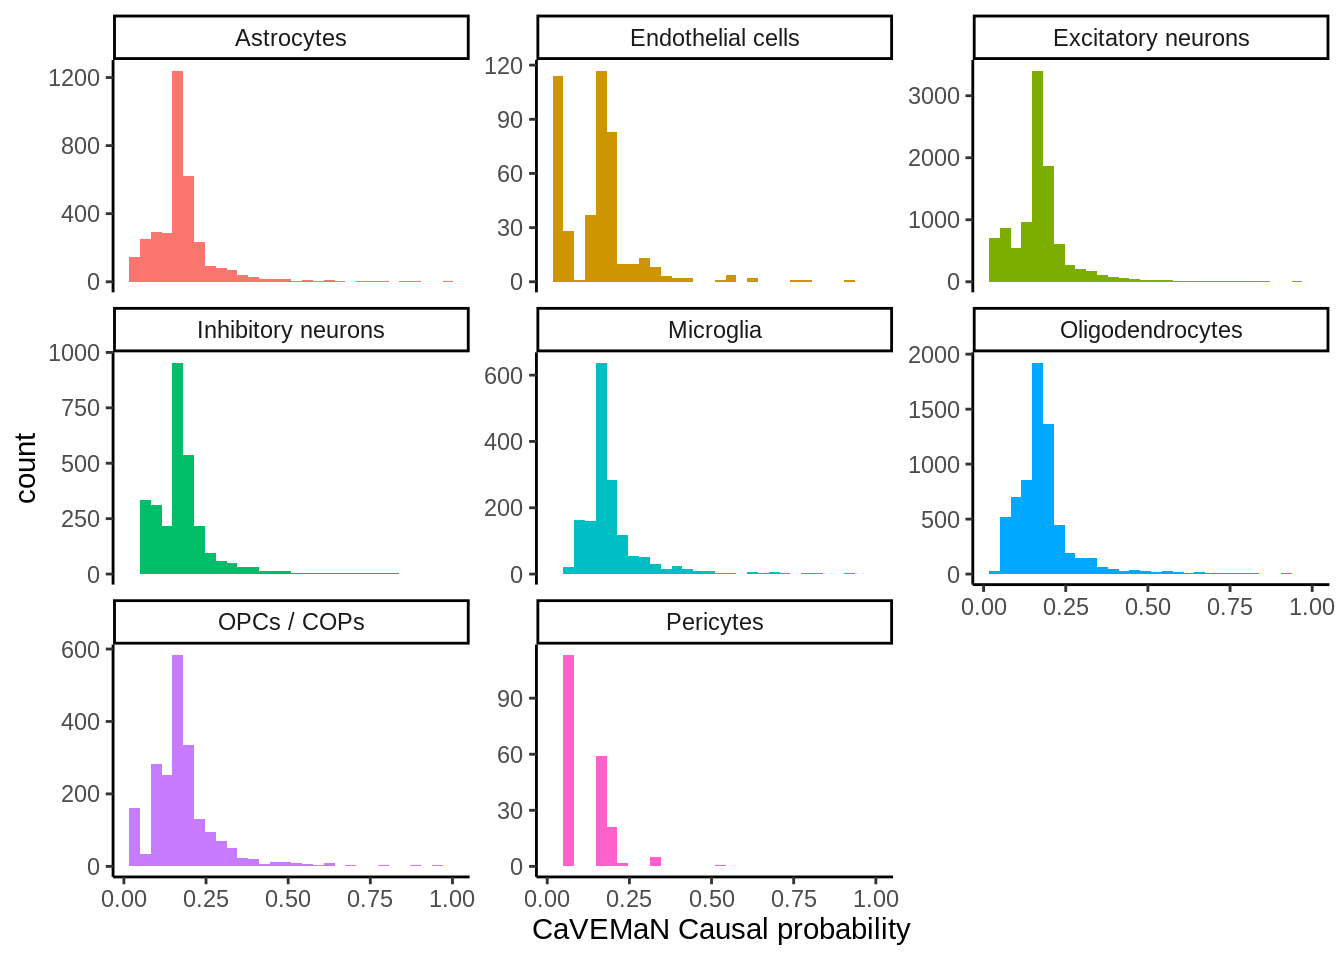 Astrocytes
Endothelial cells
Excitatory neurons
1200
800
400
0
120
90
60
30
0
3000
2000
1000
0
Inhibitory neurons
Microglia
Oligodendrocytes
1000
750
500
250
0
600
400
200
0
2000
1500
1000
500
0
0.00 0.25 0.50 0.75 1.00
OPCs / COPs
Pericytes
600
400
200
0
90
60
30
0
0.00 0.25 0.50 0.75 1.00
0.00 0.25 0.50 0.75 1.00
count
CaVEMaN Causal probability